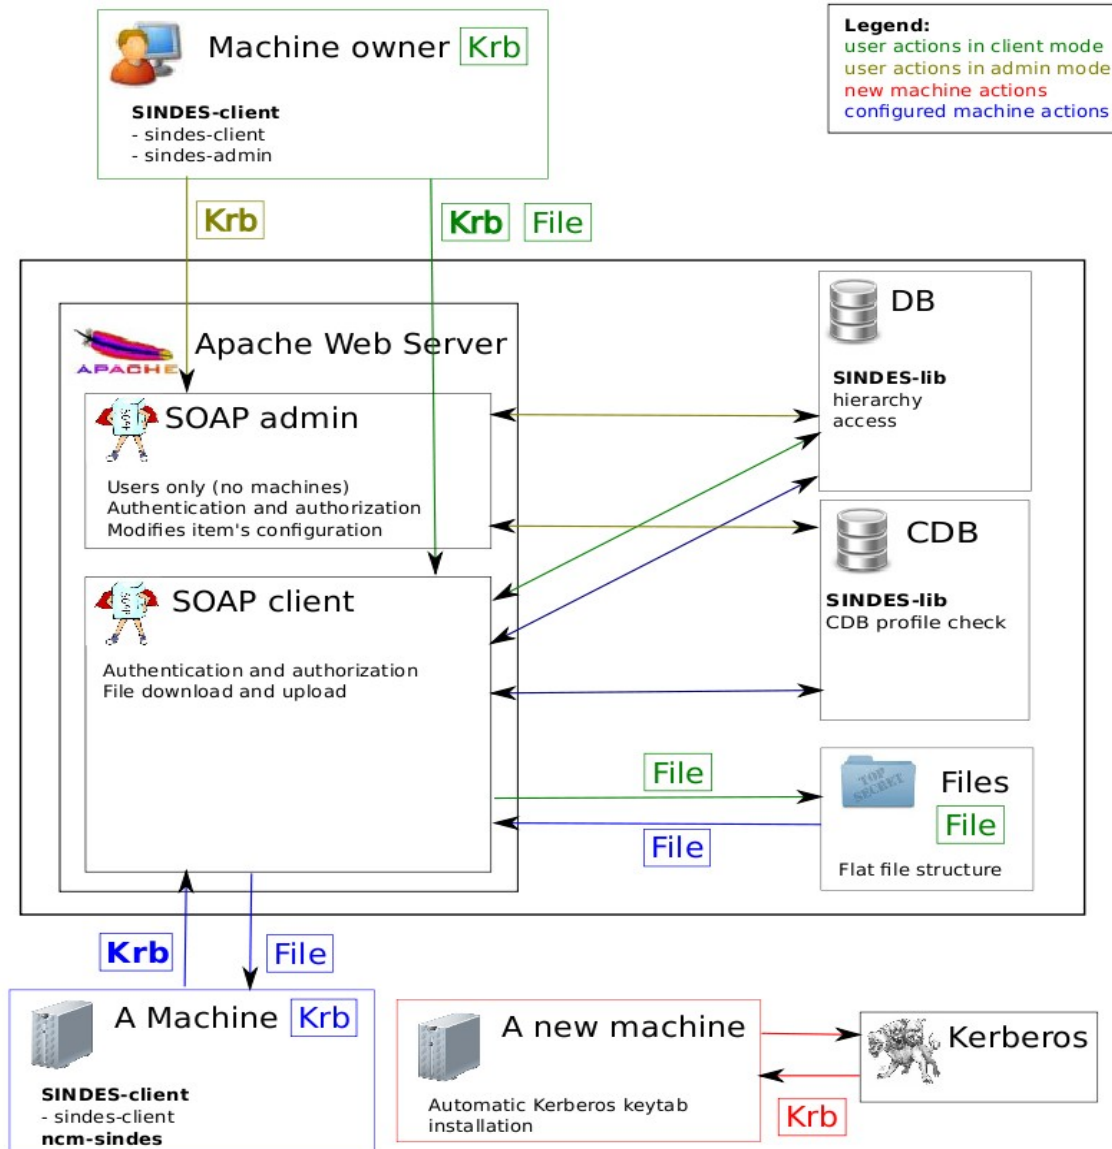 Machine owner Krb
SINDES-client
- sindes-client
- sindes-admin
Legend:
user actions in client mode
user actions in admin mode
new machine actions
configured machine actions
Krb
Krb File
APACHE
Apache Web Server
SOAP
SOAP admin
Users only (no machines)
Authentication and authorization
Modifies item's configuration
SOAP
SOAP client
Authentication and authorization
File download and upload
DB
SINDES-lib
hierarchy
access
CDB
SINDES-lib
CDB profile check
File
File
TOP
SECRET
Files
File
Flat file structure
Krb
File
A Machine Krb
SINDES-client
- sindes-client
ncm-sindes
A new machine
Automatic Kerberos keytab
installation
Krb
Kerberos